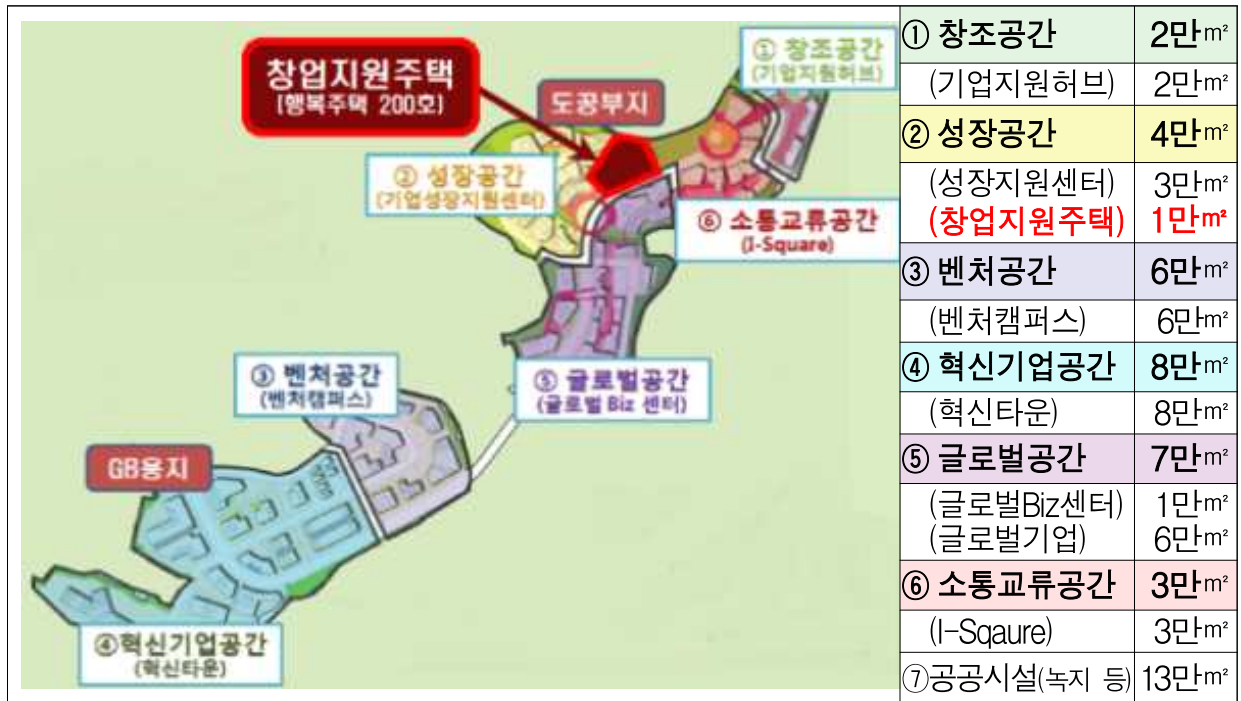 창업지원주택
(행복주택 200호)
도공부지
① 창조공간
(기업지원허브)
② 성장공간
(기업성장지원센터)
⑥ 소통교류공간
(I-Square)
③ 벤처공간
(벤처캠퍼스)
⑤ 글로벌공간
(글로벌 Biz 센터)
GB용지
④혁신기업공간
(혁신타운)
① 창조공간 2만㎡
(기업지원허브) 2만㎡
② 성장공간 4만㎡
(성장지원센터) 3만㎡
(창업지원주택) 1만㎡
③ 벤처공간 6만㎡
(벤처캠퍼스) 6만㎡
④ 혁신기업공간 8만㎡
(혁신타운) 8만㎡
⑤ 글로벌공간 7만㎡
(글로벌Biz센터) 1만㎡
(글로벌기업) 6만㎡
⑥ 소통교류공간 3만㎡
(I-Sqaure) 3만㎡
⑦공공시설(녹지 등) 13만㎡